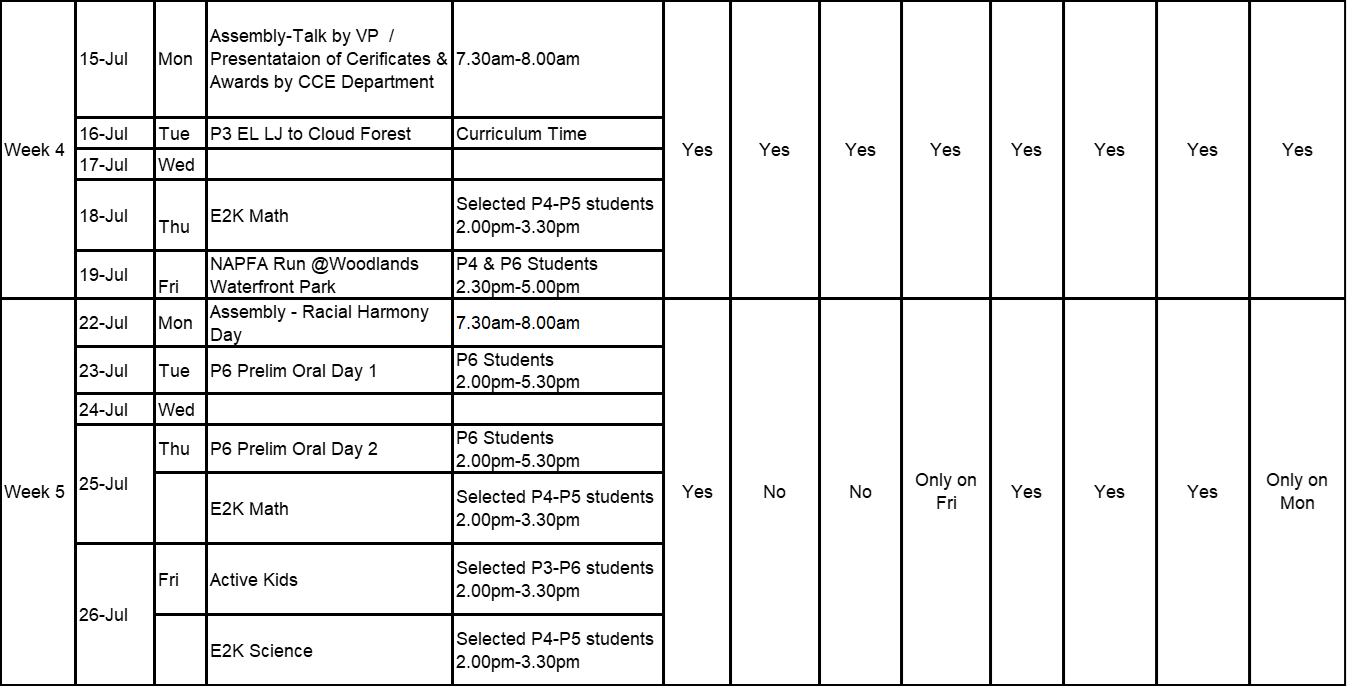 Week 4
15-Jul
Mon
Assembly-Talk by VP /
Presentataion of Cerificates &
Awards by CCE Department
7.30am-8.00am
16-Jul
Tue
P3 EL LJ to Cloud Forest
Curriculum Time
17-Jul
Wed
18-Jul
Thu
E2K Math
Selected P4-P5 students
2.00pm-3.30pm
19-Jul
Fri
NAPFA Run @Woodlands
Waterfront Park
P4 & P6 Students
2.30pm-5.00pm
Yes
Yes
Yes
Yes
Yes
Yes
Yes
Yes
Week 5
22-Jul
Mon
Assembly - Racial Harmony
Day
7.30am-8.00am
23-Jul
Tue
P6 Prelim Oral Day 1
P6 Students
2.00pm-5.30pm
24-Jul
Wed
25-Jul
Thu
P6 Prelim Oral Day 2
P6 Students
2.00pm-5.30pm
E2K Math
Selected P4-P5 students
2.00pm-3.30pm
26-Jul
Fri
Active Kids
Selected P3-P6 students
2.00pm-3.30pm
E2K Science
Selected P4-P5 students
2.00pm-3.30pm
Yes
No
No
Only on
Fri
Yes
Yes
Yes
Only on
Mon